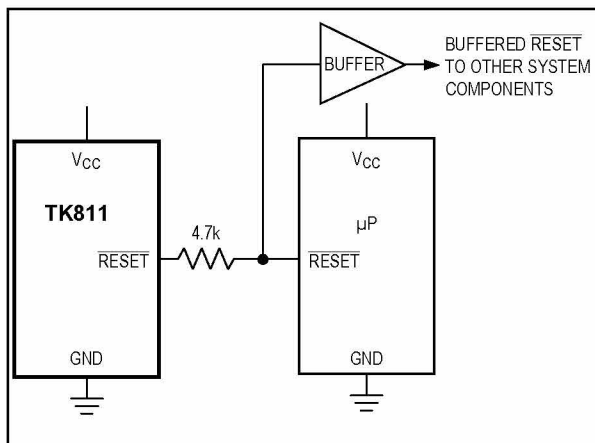 BUFFER
BUFFERED RESET
TO OTHER SYSTEM
COMPONENTS
VCC
TK811
RESET
GND
4.7k
VCC
µP
RESET
GND